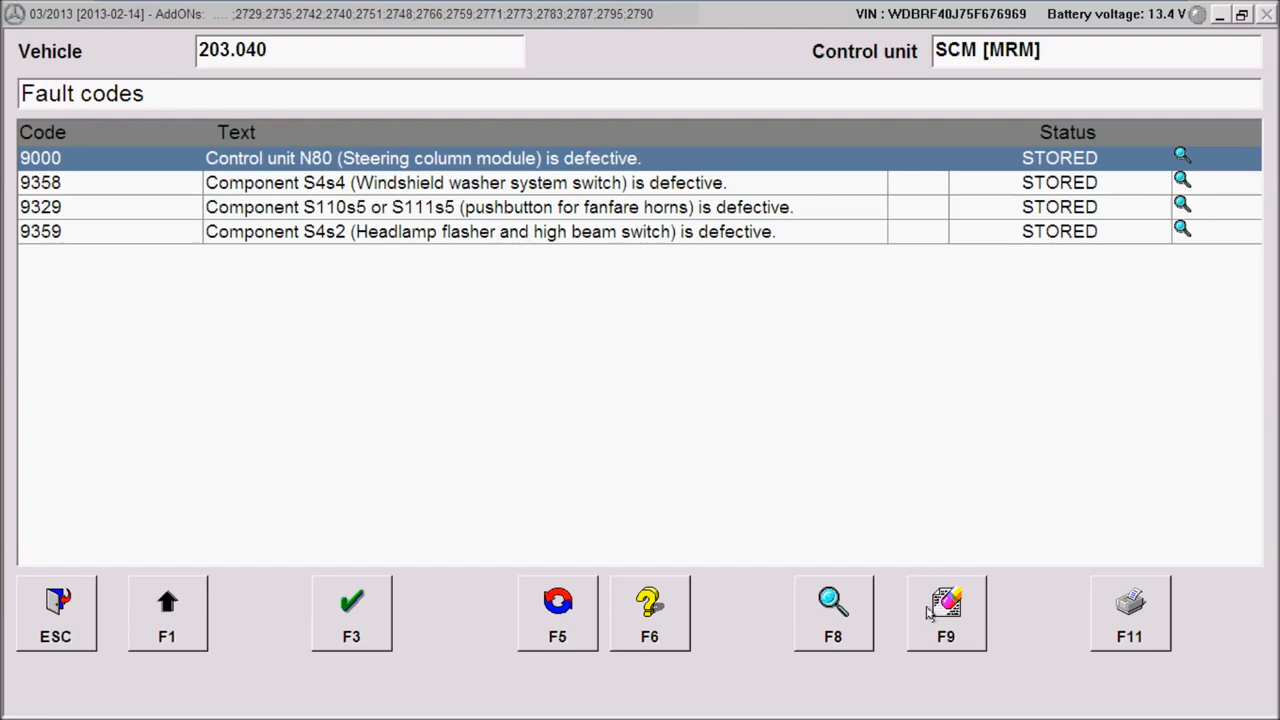 03/2013 [2013-02-14] - AddONs: .... ;2729;2735;2742;2740;2751;2748;2766;2759;2771;2773;2783;2787;2795;2790 VIN : WDBRF40J75F676969 Battery voltage: 13.4 V
Vehicle 203.040 Control unit SCM [MRM]
Fault codes
Code Text Status
9000 Control unit N80 (Steering column module) is defective. STORED
9358 Component S4s4 (Windshield washer system switch) is defective. STORED
9329 Component S110s5 or S111s5 (pushbutton for fanfare horns) is defective. STORED
9359 Component S4s2 (Headlamp flasher and high beam switch) is defective. STORED
ESC F1 F3 F5 F6 F8 F9 F11